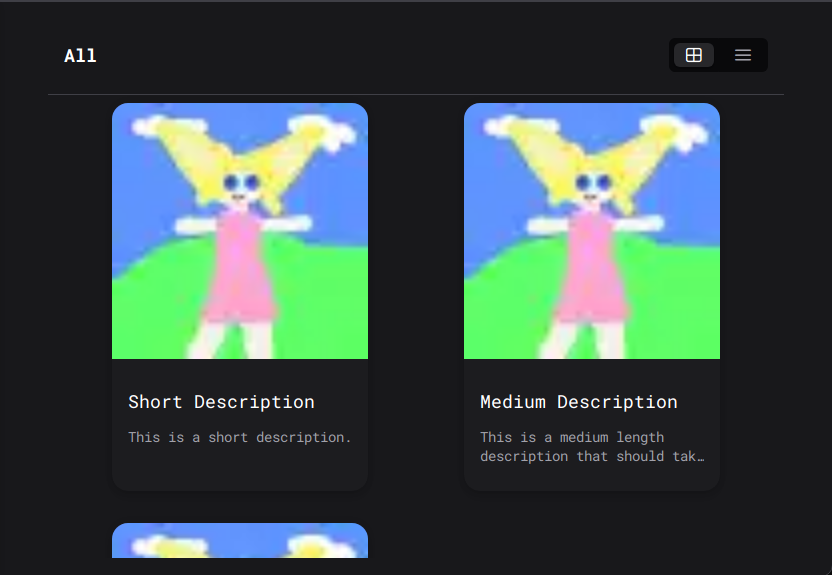 All
Short Description
This is a short description.
Medium Description
This is a medium length
description that should tak…